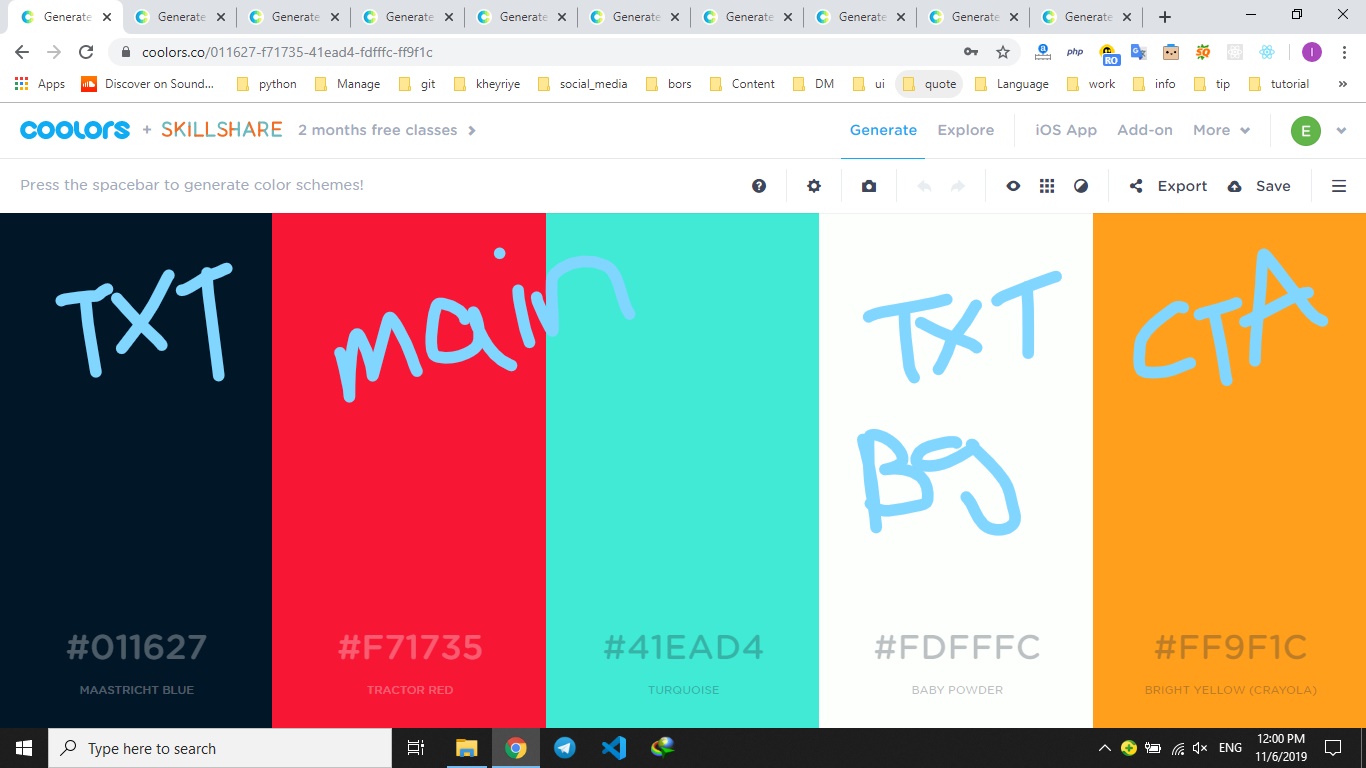 Generate Generate Generate Generate Generate Generate Generate Generate Generate Generate
coolors.co/011627-f71735-41ead4-fdfffc-ff9f1c php RO I
Apps Discover on Sound... python Manage git kheyriye social_media bors Content DM ui quote Language work info tip tutorial »
coolors + SKILLSHARE 2 months free classes Generate Explore iOS App Add-on More E
Press the spacebar to generate color schemes! Export Save
TXT main TXT CTA
Bg
#011627 #F71735 #41EAD4 #FDFFFC #FF9F1C
MAASTRICHT BLUE TRACTOR RED TURQUOISE BABY POWDER BRIGHT YELLOW (CRAYOLA)
Type here to search ENG 12:00 PM
11/6/2019